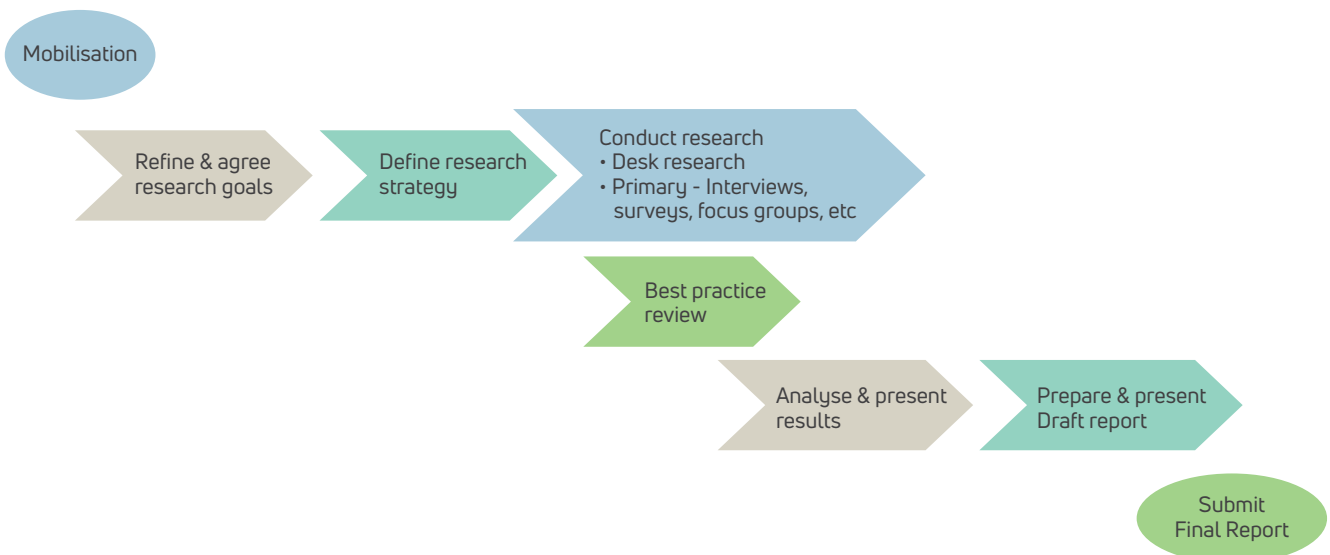 Mobilisation
Refine & agree
research goals
Define research
strategy
Conduct research
• Desk research
• Primary - Interviews,
surveys, focus groups, etc
Best practice
review
Analyse & present
results
Prepare & present
Draft report
Submit
Final Report